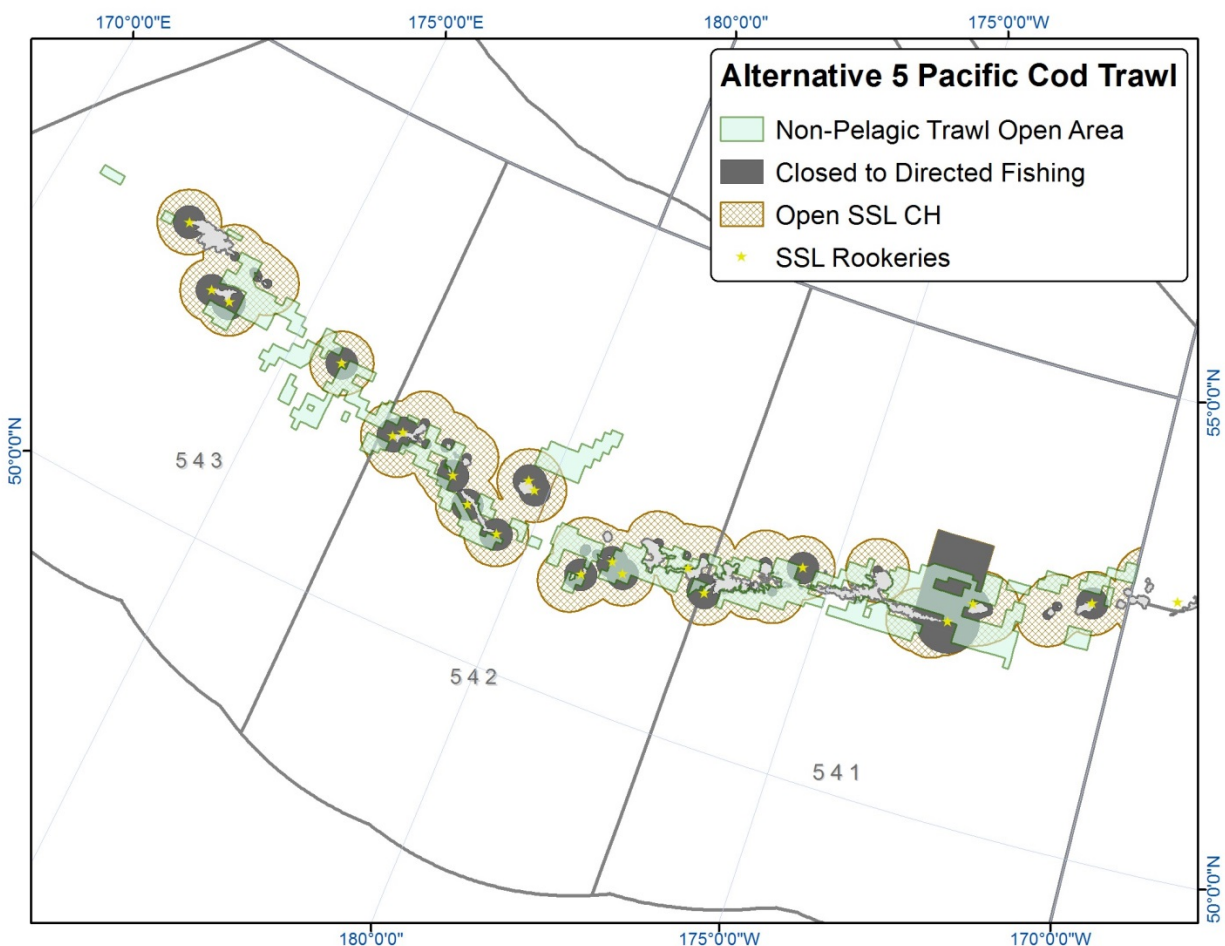 170°0'0"E
175°0'0"E
180°0'0"
175°0'0"W
Alternative 5 Pacific Cod Trawl
Non-Pelagic Trawl Open Area
Closed to Directed Fishing
Open SSL CH
SSL Rookeries
55°0'0"N
50°0'0"N
5 4 3
5 4 2
5 4 1
50°0'0"N
180°0'0"
175°0'0"W
170°0'0"W